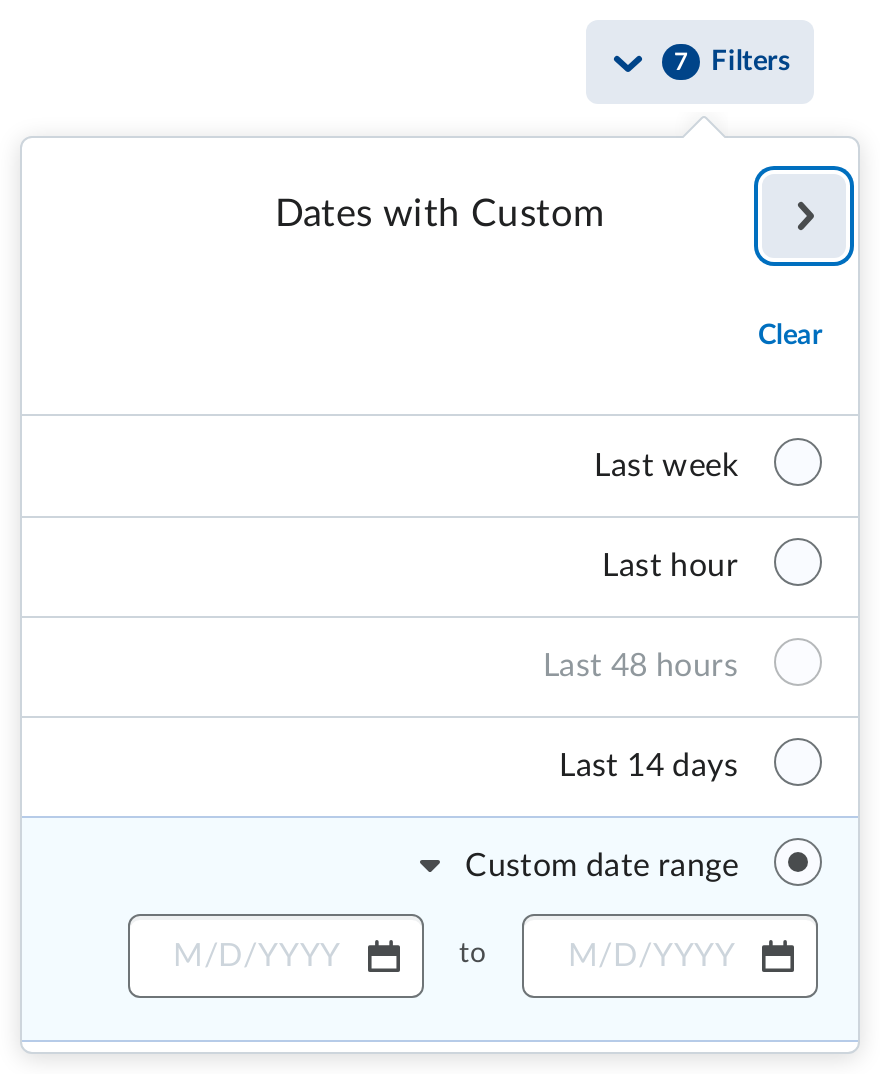 7 Filters
Dates with Custom
Clear
Last week
Last hour
Last 48 hours
Last 14 days
Custom date range
M/D/YYYY to M/D/YYYY